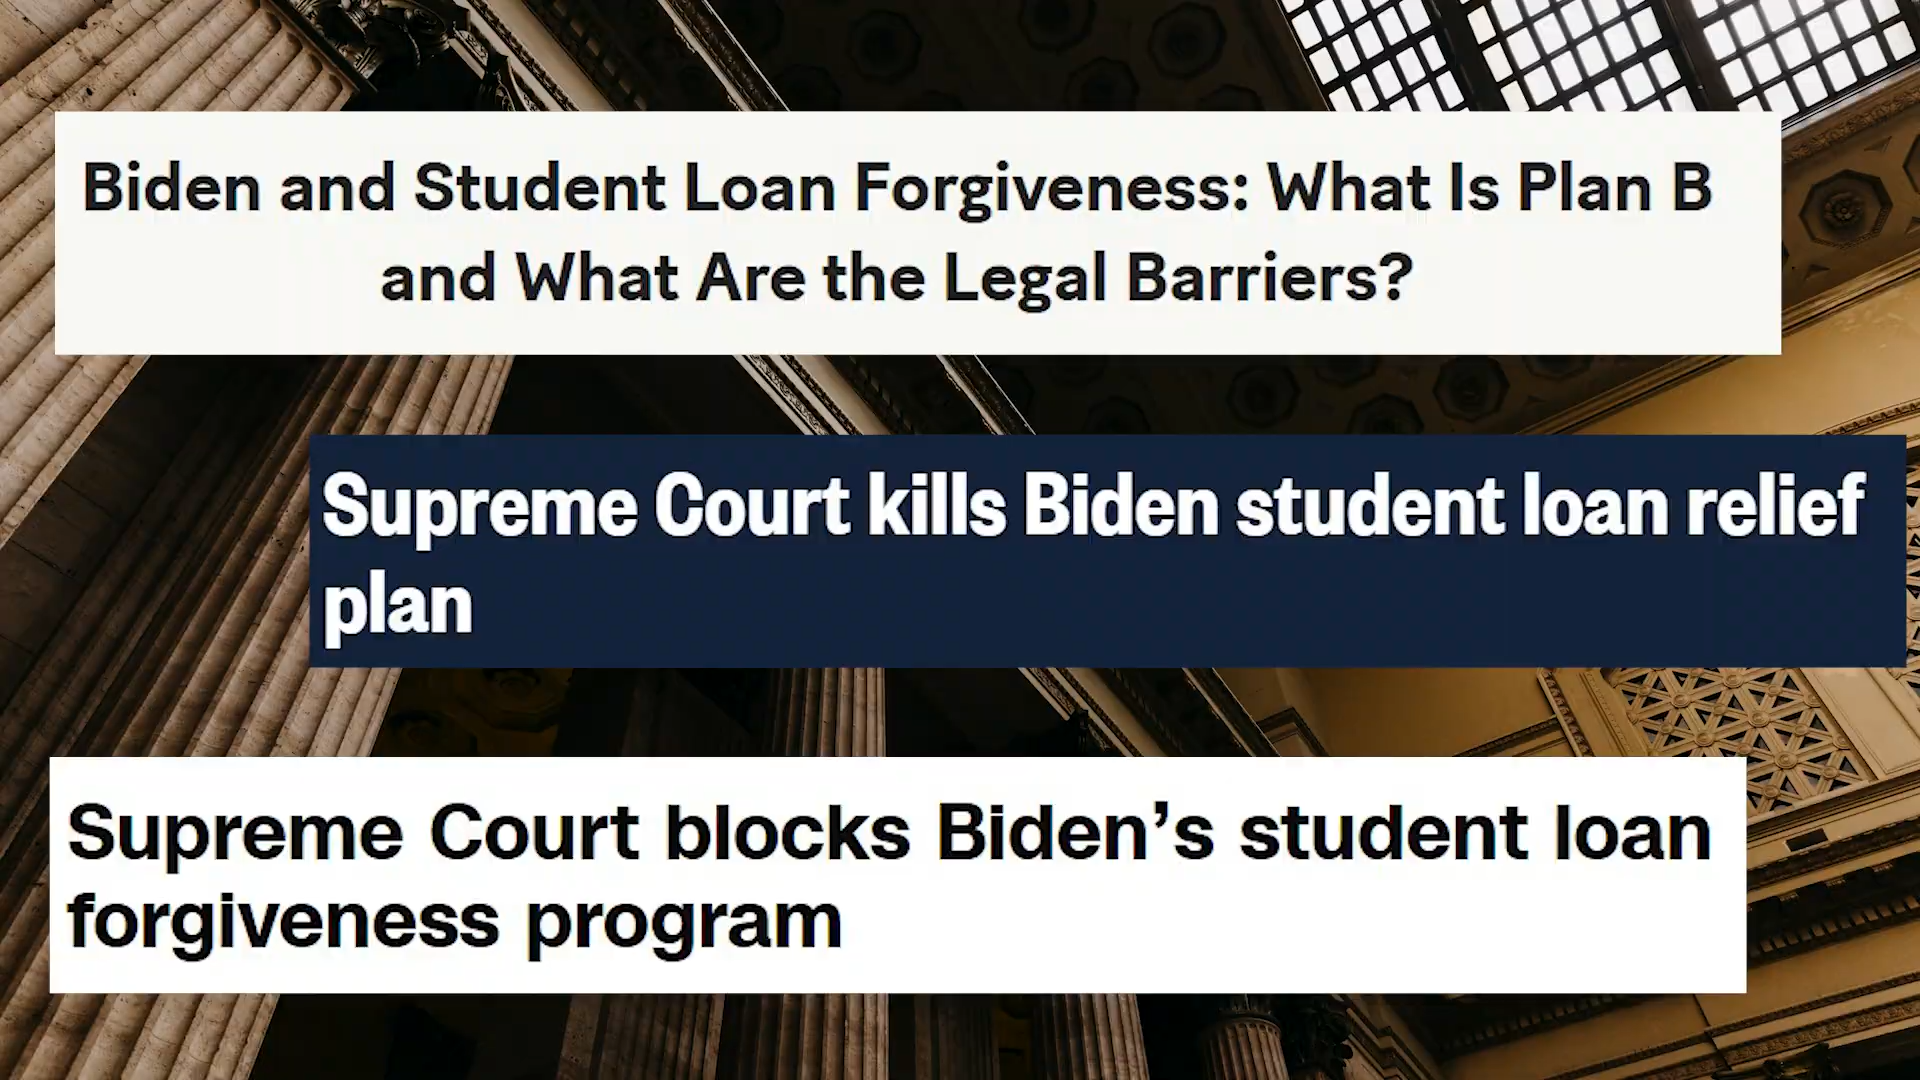 Biden and Student Loan Forgiveness: What Is Plan B
and What Are the Legal Barriers?
Supreme Court kills Biden student loan relief
plan
Supreme Court blocks Biden’s student loan
forgiveness program